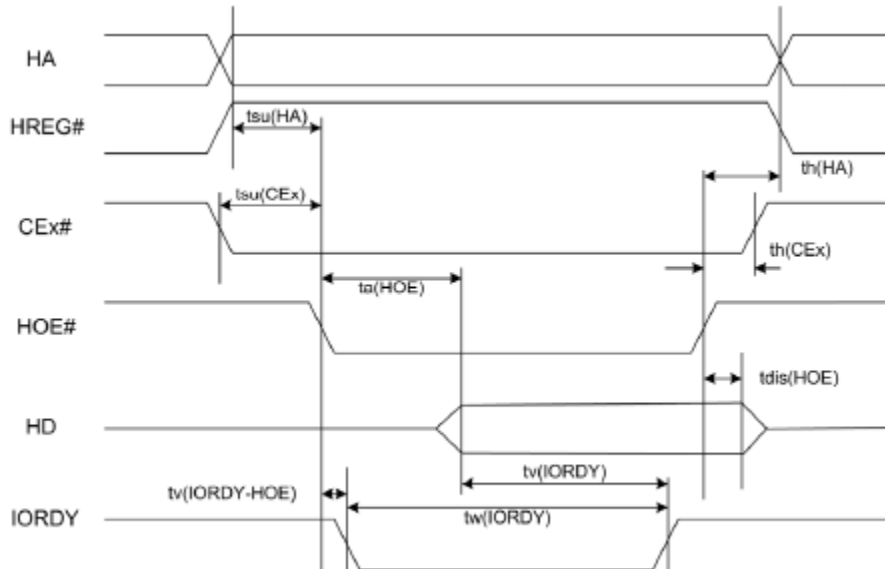 HA
tsu(HA)
HREG#
th(HA)
tsu(CEx)
CEx#
th(CEx)
ta(HOE)
HOE#
tdis(HOE)
HD
tv(IORDY)
tv(IORDY-HOE)
tw(IORDY)
IORDY